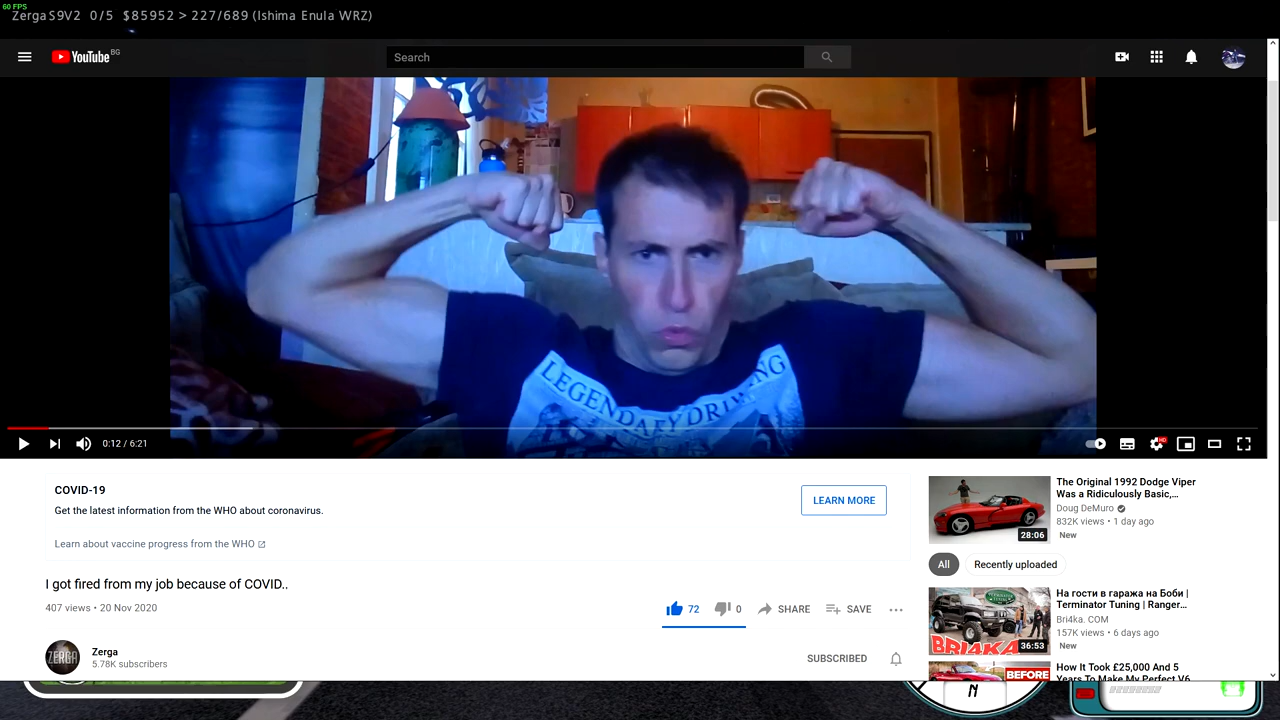 60 FPS
ZergaS9V2 0/5 $85952 > 227/689 (Ishima Enula WRZ)
YouTube BG
Search
LEGENDARY DRIVING
0:12 / 6:21
HD
COVID-19
Get the latest information from the WHO about coronavirus.
LEARN MORE
Learn about vaccine progress from the WHO
I got fired from my job because of COVID..
407 views • 20 Nov 2020
72
0
SHARE
SAVE
ZERGA
Zerga
5.78K subscribers
SUBSCRIBED
28:06
The Original 1992 Dodge Viper
Was a Ridiculously Basic,...
Doug DeMuro
832K views • 1 day ago
New
All
Recently uploaded
TERMINATOR
BRI4KA
36:53
На гости в гаража на Боби |
Terminator Tuning | Ranger...
Bri4ka. COM
157K views • 6 days ago
New
BEFORE
How It Took £25,000 And 5
Years To Make My Perfect V6
N